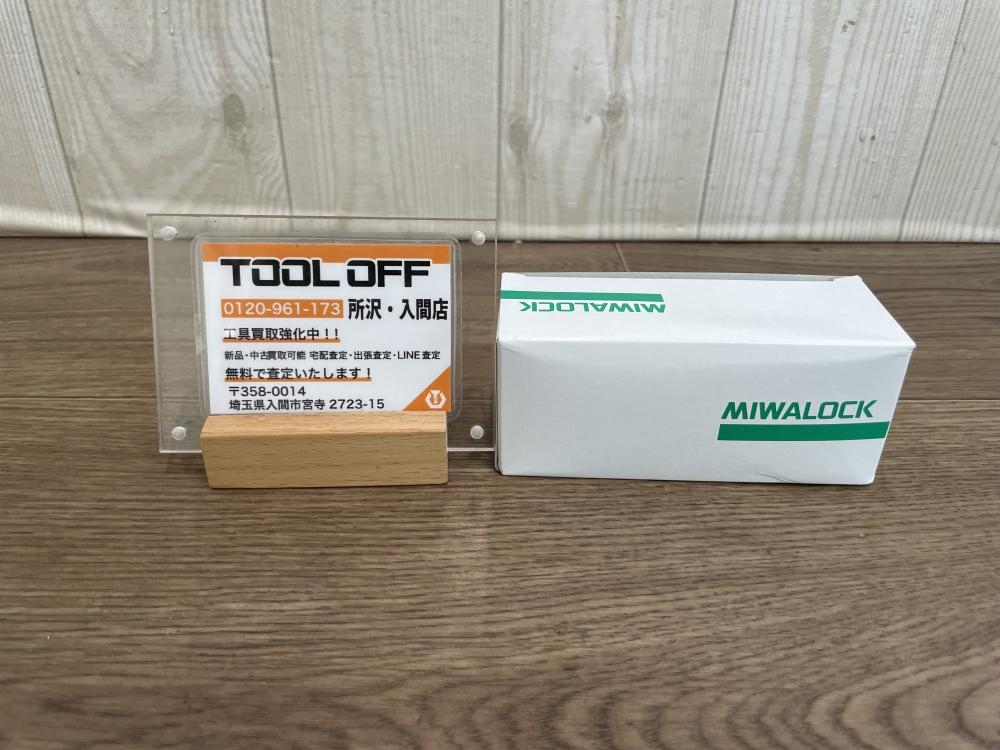 TOOL OFF
0120-961-173 所沢・入間店
工具買取強化中!!
新品・中古買取可能 宅配査定・出張査定・LINE査定
無料で査定いたします!
〒358-0014
埼玉県入間市宮寺 2723-15
MIWALOCK
MIWALOCK